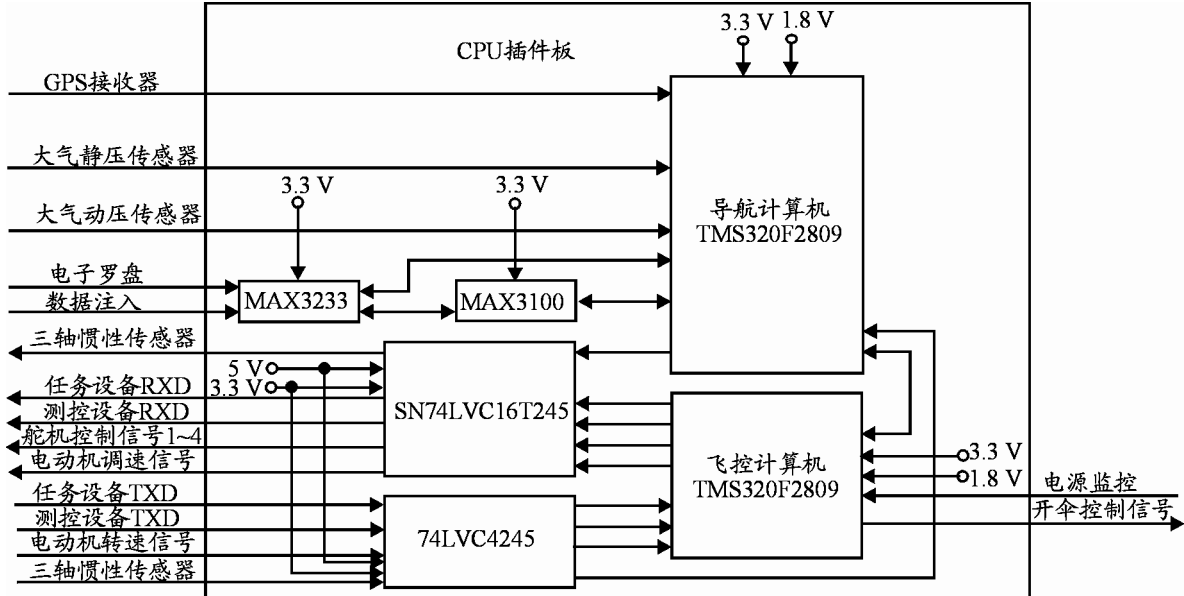 3.3 V 1.8 V
CPU插件板
GPS接收器
大气静压传感器
3.3 V
3.3 V
大气动压传感器
导航计算机
TMS320F2809
电子罗盘
数据注入
MAX3233
MAX3100
三轴惯性传感器
5 V
3.3 V
任务设备RXD
测控设备RXD
舵机控制信号1~4
电动机调速信号
SN74LVC16T245
飞控计算机
TMS320F2809
3.3 V
1.8 V
电源监控
开伞控制信号
任务设备TXD
测控设备TXD
电动机转速信号
三轴惯性传感器
74LVC4245